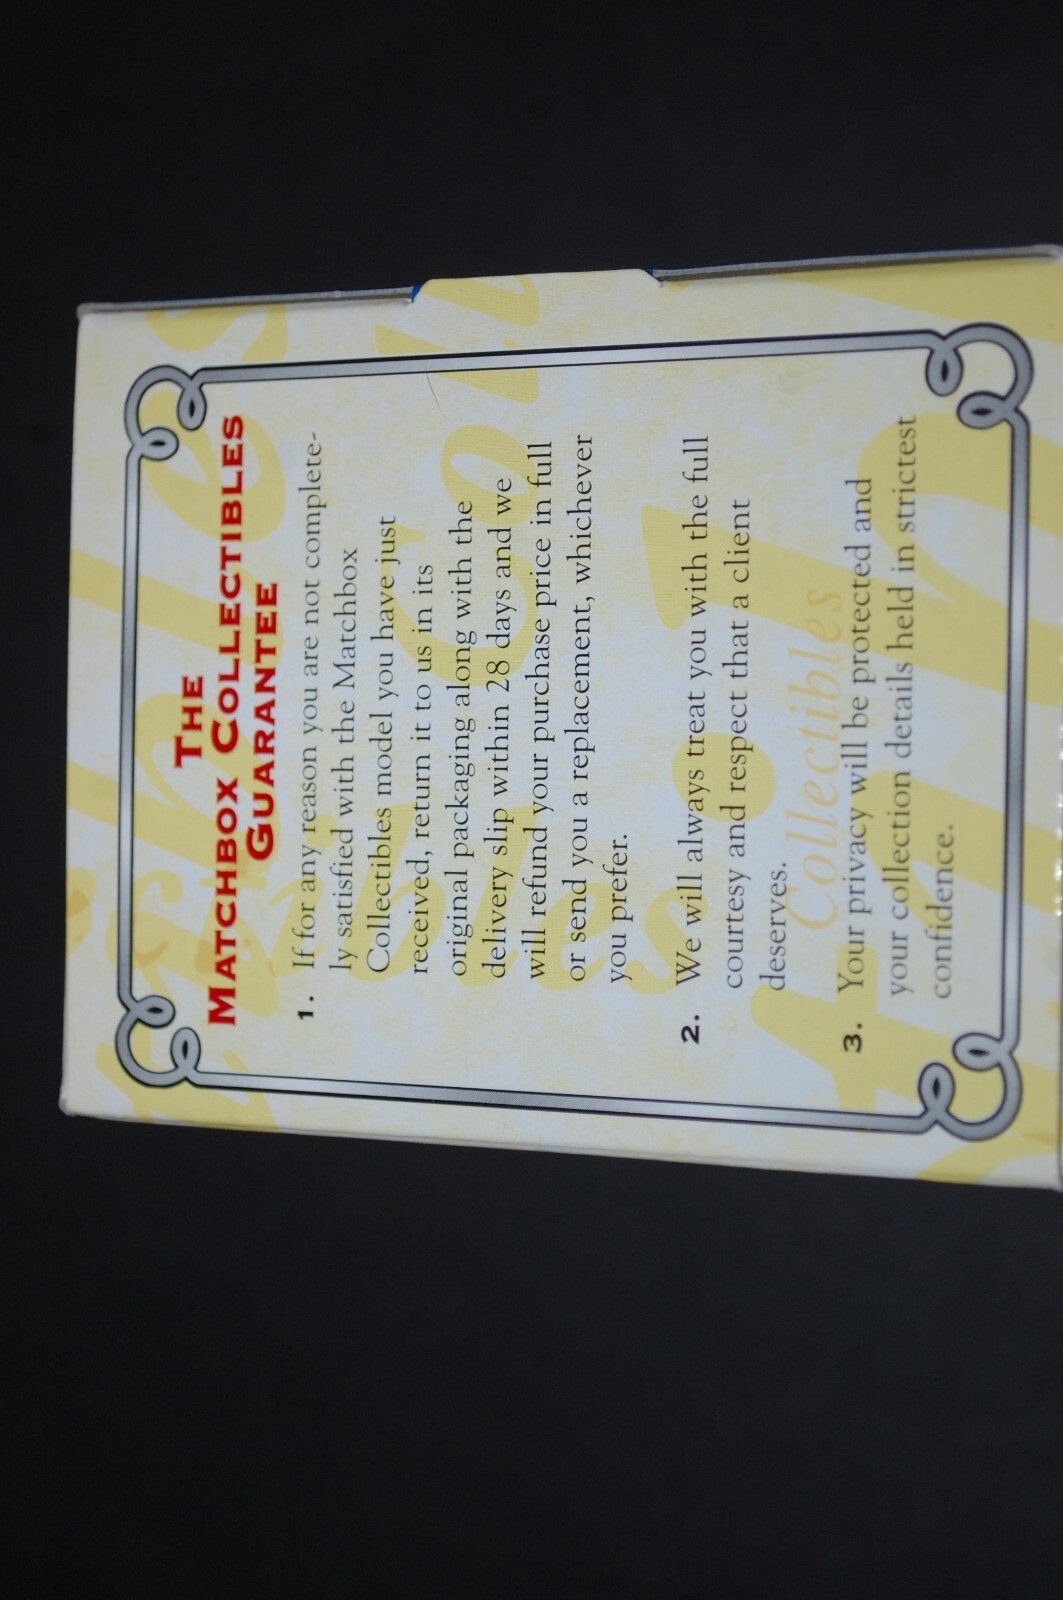 THE
MATCHBOX COLLECTIBLES
GUARANTEE
1. If for any reason you are not complete-
ly satisfied with the Matchbox
Collectibles model you have just
received, return it to us in its
original packaging along with the
delivery slip within 28 days and we
will refund your purchase price in full
or send you a replacement, whichever
you prefer.
2. We will always treat you with the full
courtesy and respect that a client
deserves.
Collectibles
3. Your privacy will be protected and
your collection details held in strictest
confidence.